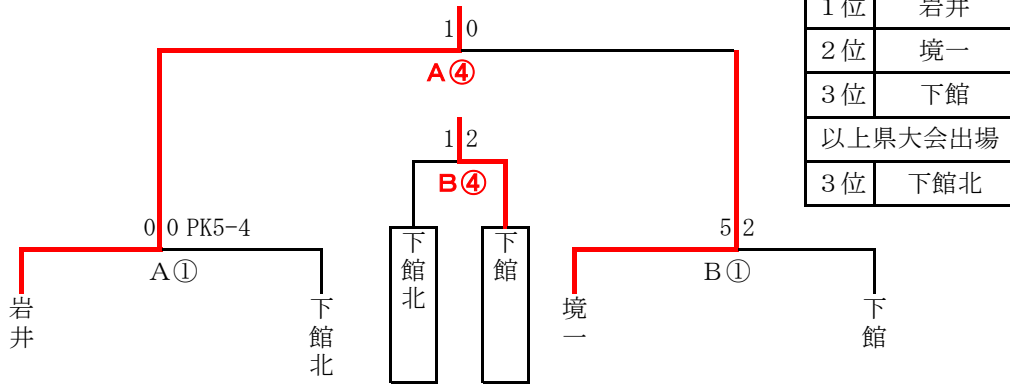 1 0
A④
1 2
B④
0 0 PK5-4
A①
5 2
B①
岩井
下館北
下館北
下館
境一
下館
1位 岩井
2位 境一
3位 下館
以上県大会出場
3位 下館北